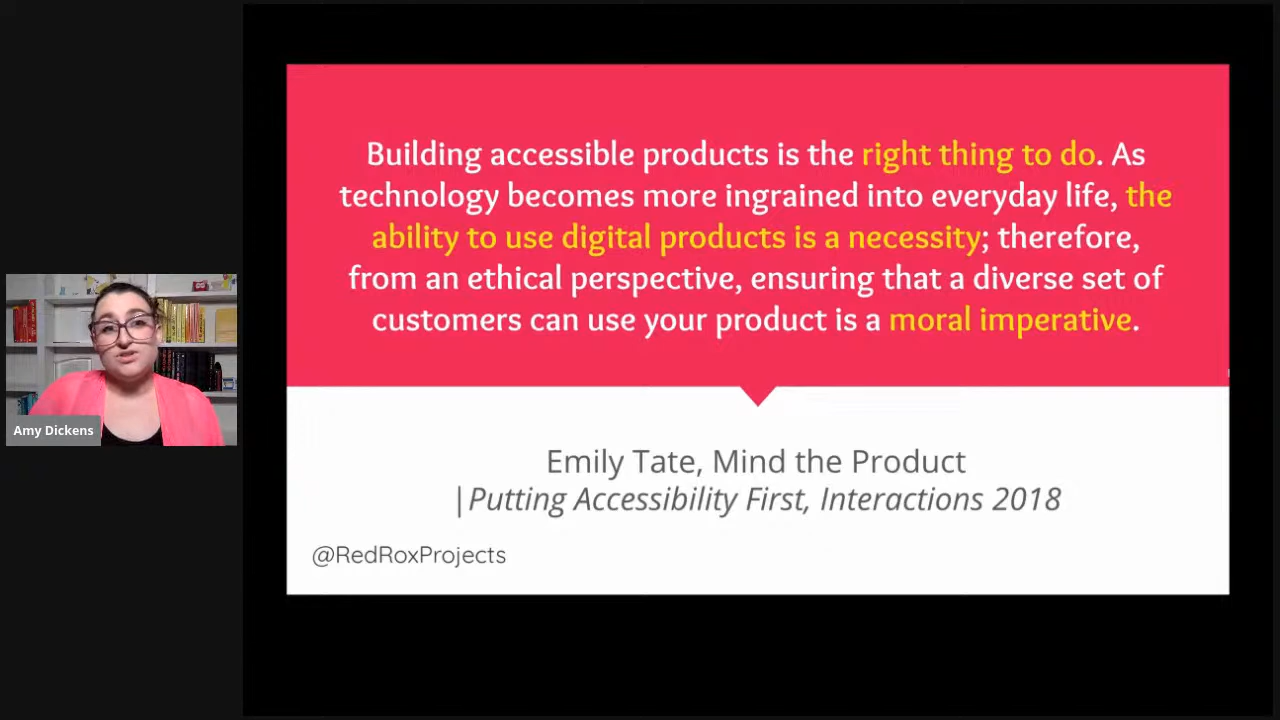 Building accessible products is the right thing to do. As
technology becomes more ingrained into everyday life, the
ability to use digital products is a necessity; therefore,
from an ethical perspective, ensuring that a diverse set of
customers can use your product is a moral imperative.
Amy Dickens
Emily Tate, Mind the Product
|Putting Accessibility First, Interactions 2018
@RedRoxProjects